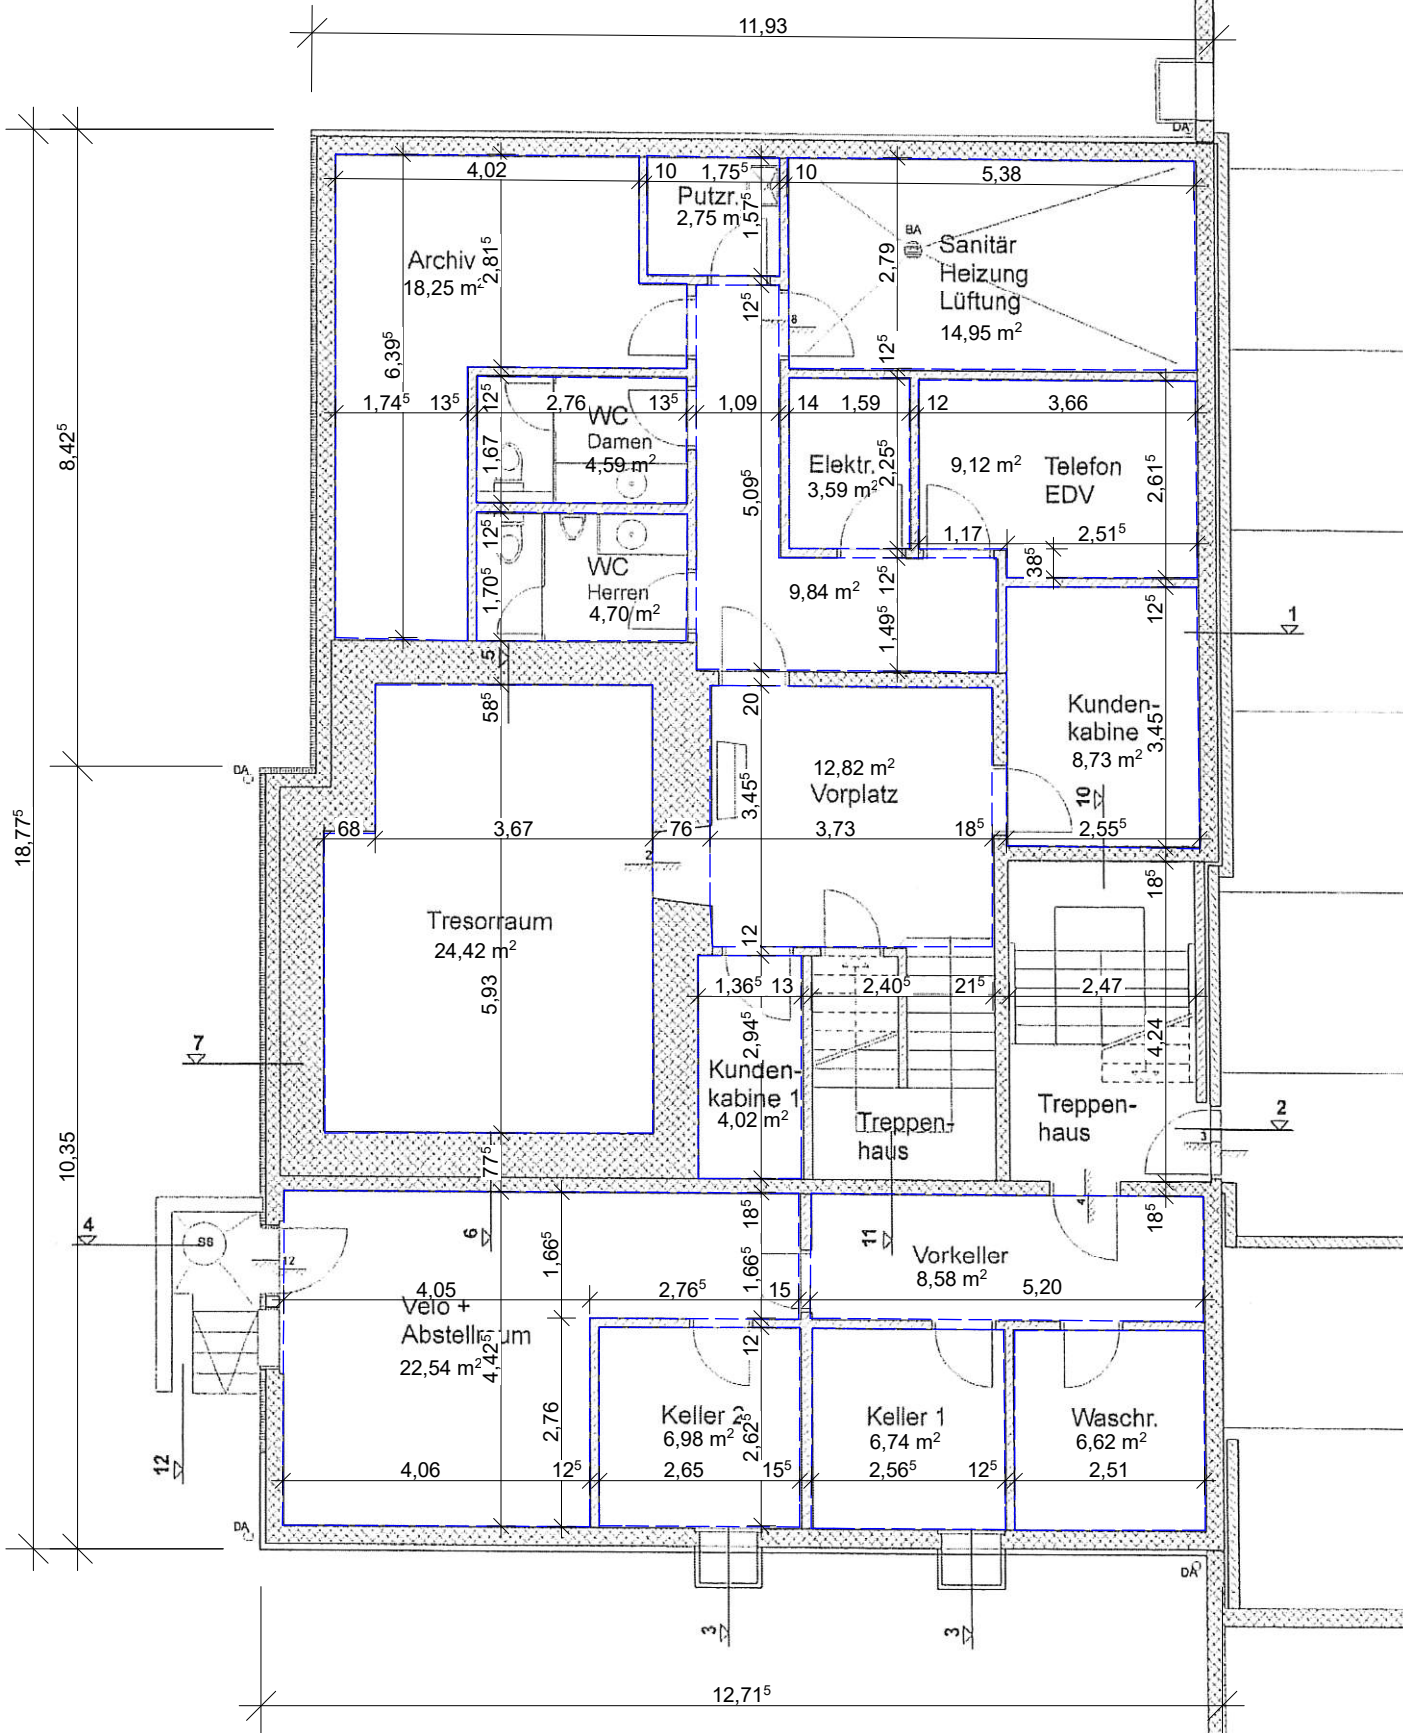 11,93
DA
4,02
10
1,75⁵
10
5,38
Putzr.
2,75 m
1,57⁵
2,81⁵
Archiv
18,25 m²
BA
2,79
Sanitär
Heizung
Lüftung
14,95 m²
12⁵
8
12⁵
6,39⁵
8,42⁵
1,74⁵
13⁵
12⁵
2,76
13⁵
1,09
14
1,59
12
3,66
WC
Damen
4,59 m²
1,67
Elektr.
3,59 m²
2,25⁵
9,12 m²
Telefon
EDV
2,61⁵
5,09⁵
12⁵
1,17
2,51⁵
38⁵
WC
Herren
4,70 m²
1,70⁵
9,84 m²
12⁵
1,49⁵
12⁵
1
5
58⁵
20
Kunden-
kabine
8,73 m²
3,45⁵
DA
12,82 m²
Vorplatz
3,45⁵
10
18,77⁵
68
3,67
76
3,73
18⁵
2,55⁵
2
18⁵
Tresorraum
24,42 m²
12
5,93
1,36⁵
13
2,40⁵
21⁵
2,47
2,94⁵
4,24
7
Kunden-
kabine 1
4,02 m²
Treppen-
haus
Treppen-
haus
2
3
10,35
77⁵
4
18⁵
18⁵
4
SS
6
11
12
1,66⁵
1,66⁵
Vorkeller
8,58 m²
4,05
2,76⁵
15
5,20
Velo +
Abstellraum
22,54 m²
4,42⁵
12
2,76
Keller 2
6,98 m²
2,62⁵
Keller 1
6,74 m²
Waschr.
6,62 m²
12
4,06
12⁵
2,65
15⁵
2,56⁵
12⁵
2,51
DA
DA
3
3
12,71⁵